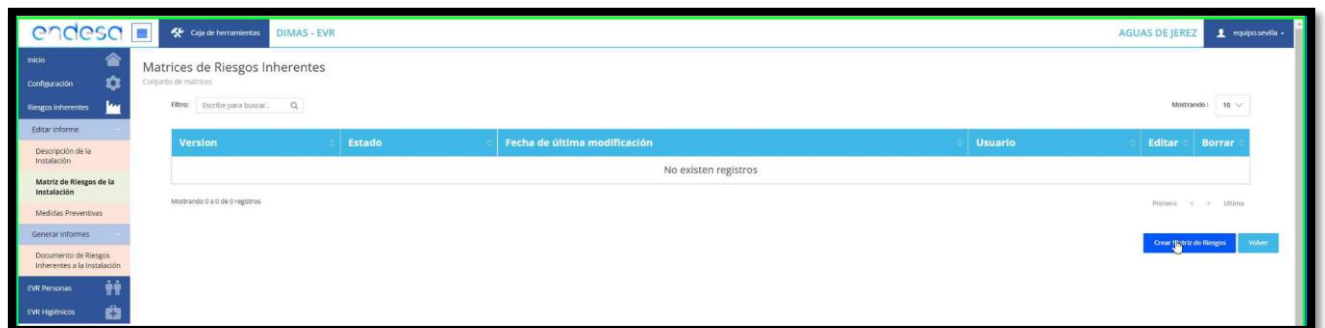 endesa
Caja de herramientas
DIMAS - EVR
AGUAS DE JEREZ
equipo.sevilla
Inicio
Configuración
Riesgos Inherentes
Editar informe
Descripción de la
Instalación
Matriz de Riesgos de la
Instalación
Medidas Preventivas
Generar informes
Documento de Riesgos
Inherentes a la Instalación
EVR Personas
EVR Higiénicos
Matrices de Riesgos Inherentes
Conjunto de matrices
Filtro: Escribe para buscar..
Mostrando : 10
Version Estado Fecha de última modificación Usuario Editar Borrar
No existen registros
Mostrando 0 a 0 de 0 registros
Primera < > Ultima
Crear Matriz de Riesgos Volver